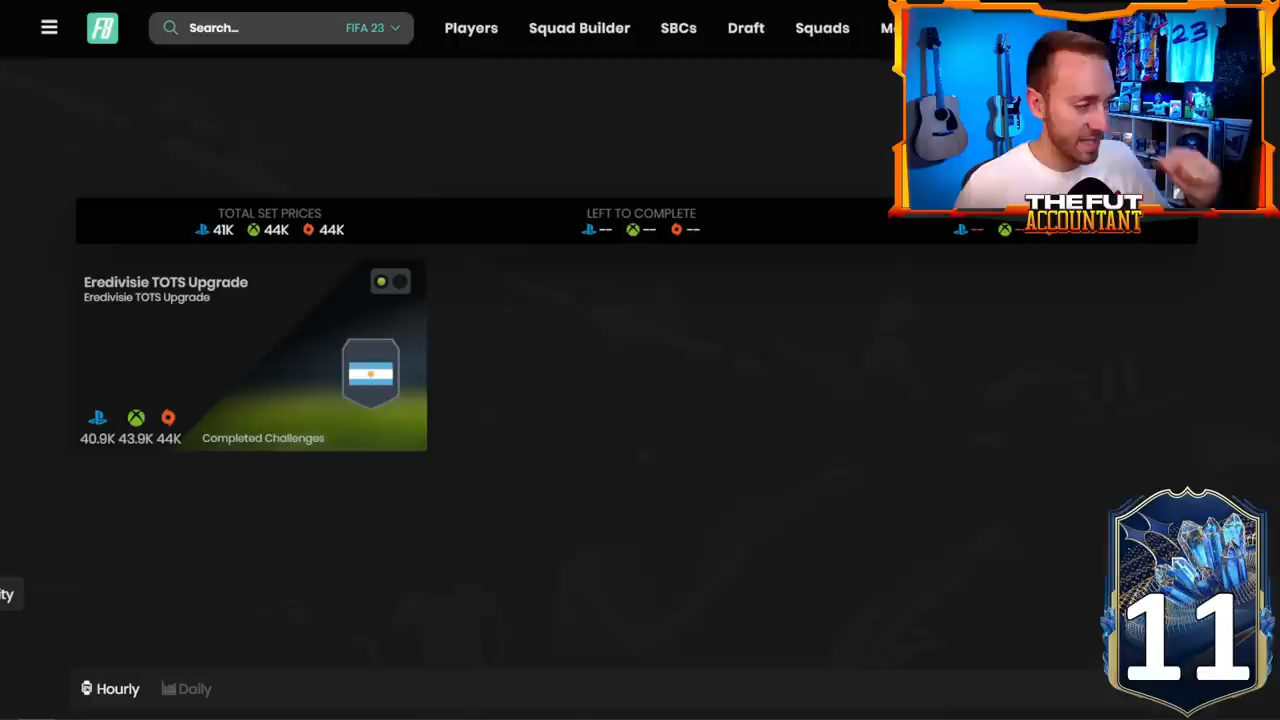 FB
Search...
FIFA 23
Players
Squad Builder
SBCs
Draft
Squads
23
THE FUT
ACCOUNTANT
TOTAL SET PRICES
41K 44K 44K
LEFT TO COMPLETE
-- -- --
--
Eredivisie TOTS Upgrade
Eredivisie TOTS Upgrade
40.9K 43.9K 44K
Completed Challenges
ity
11
Hourly
Daily